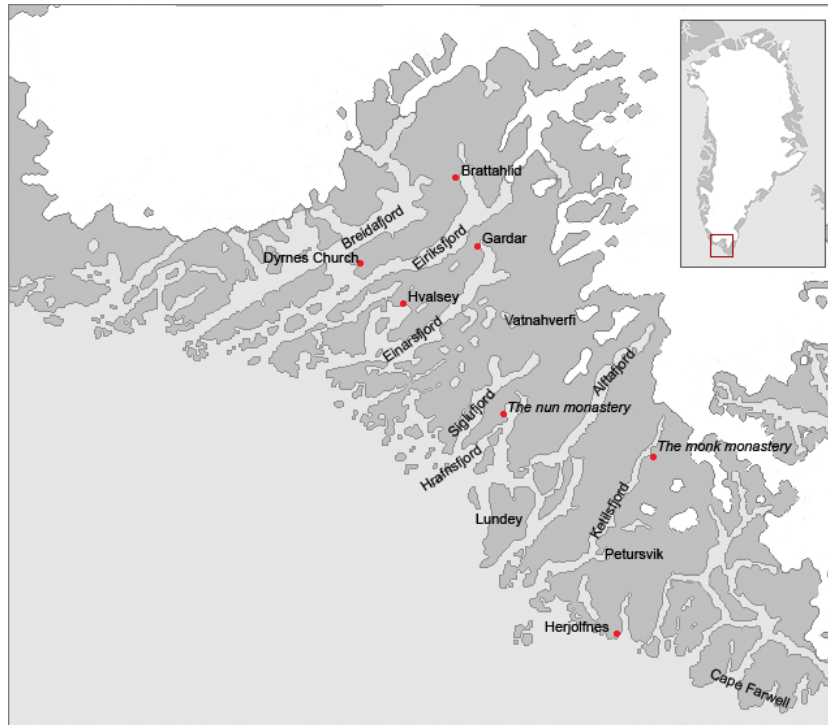 Brattahlid
Breidafjord
Eiriksfjord
Gardar
Dyrnes Church
Hvalsey
Einarsfjord
Vatnahverfi
Alftafjord
Siglufjord
The nun monastery
Hrafnsfjord
The monk monastery
Ketilsfjord
Lundey
Petursvik
Herjolfnes
Cape Farwell